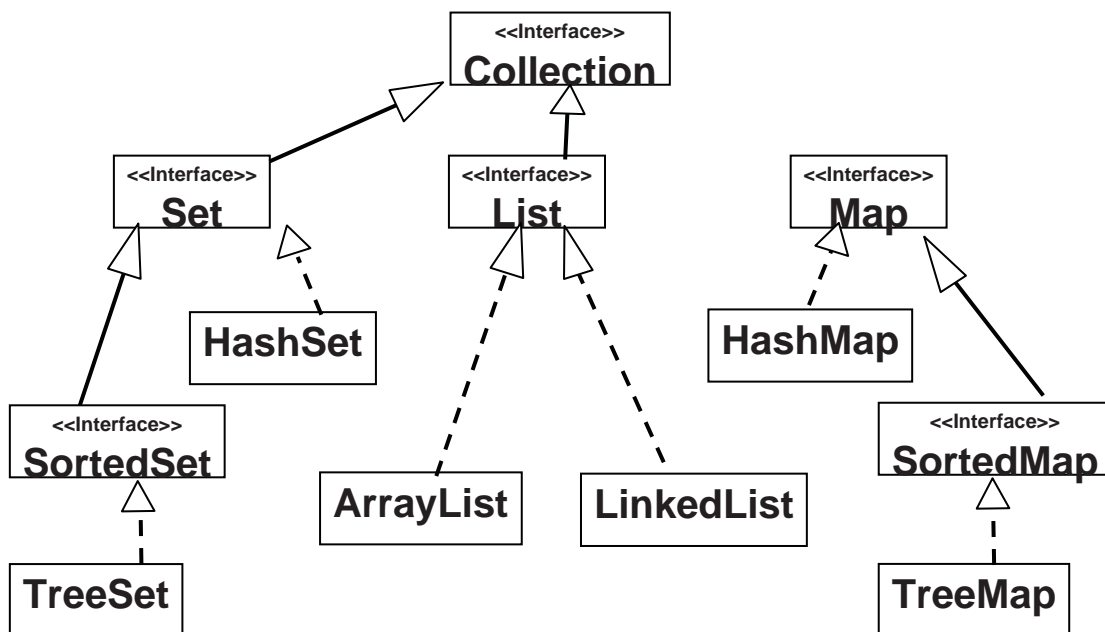 <<Interface>>
Collection
<<Interface>>
Set
<<Interface>>
List
<<Interface>>
Map
HashSet
HashMap
<<Interface>>
SortedSet
<<Interface>>
SortedMap
ArrayList
LinkedList
TreeSet
TreeMap